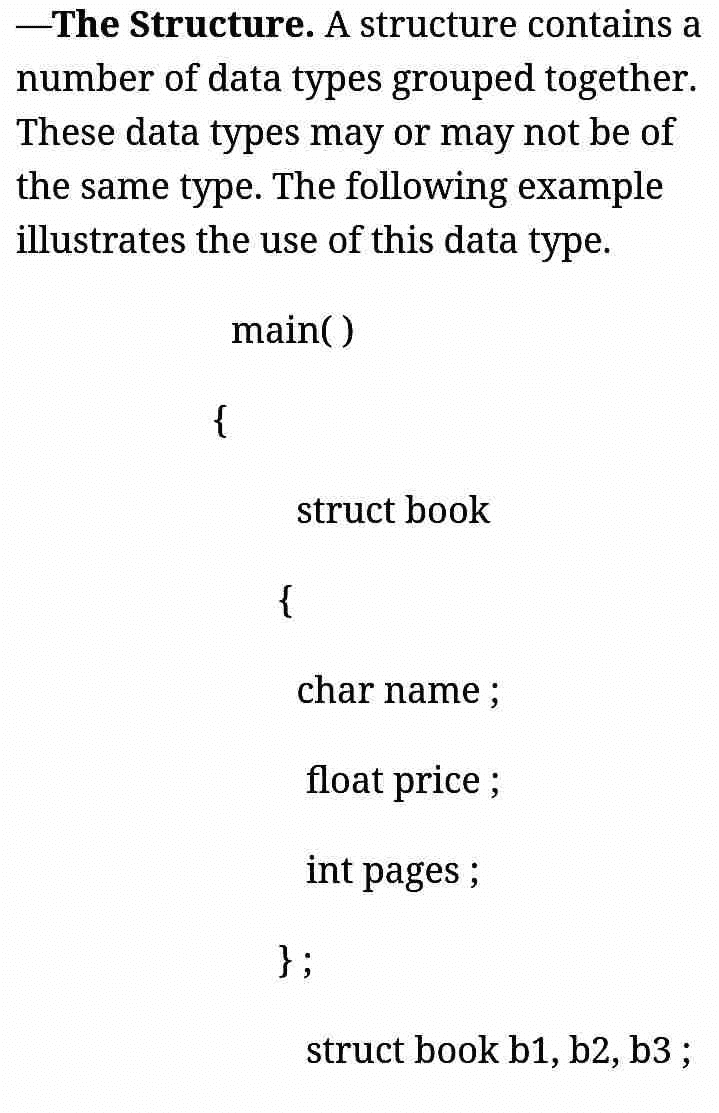 —The Structure. A structure contains a
number of data types grouped together.
These data types may or may not be of
the same type. The following example
illustrates the use of this data type.
main( )
{
struct book
{
char name ;
float price ;
int pages ;
} ;
struct book b1, b2, b3 ;